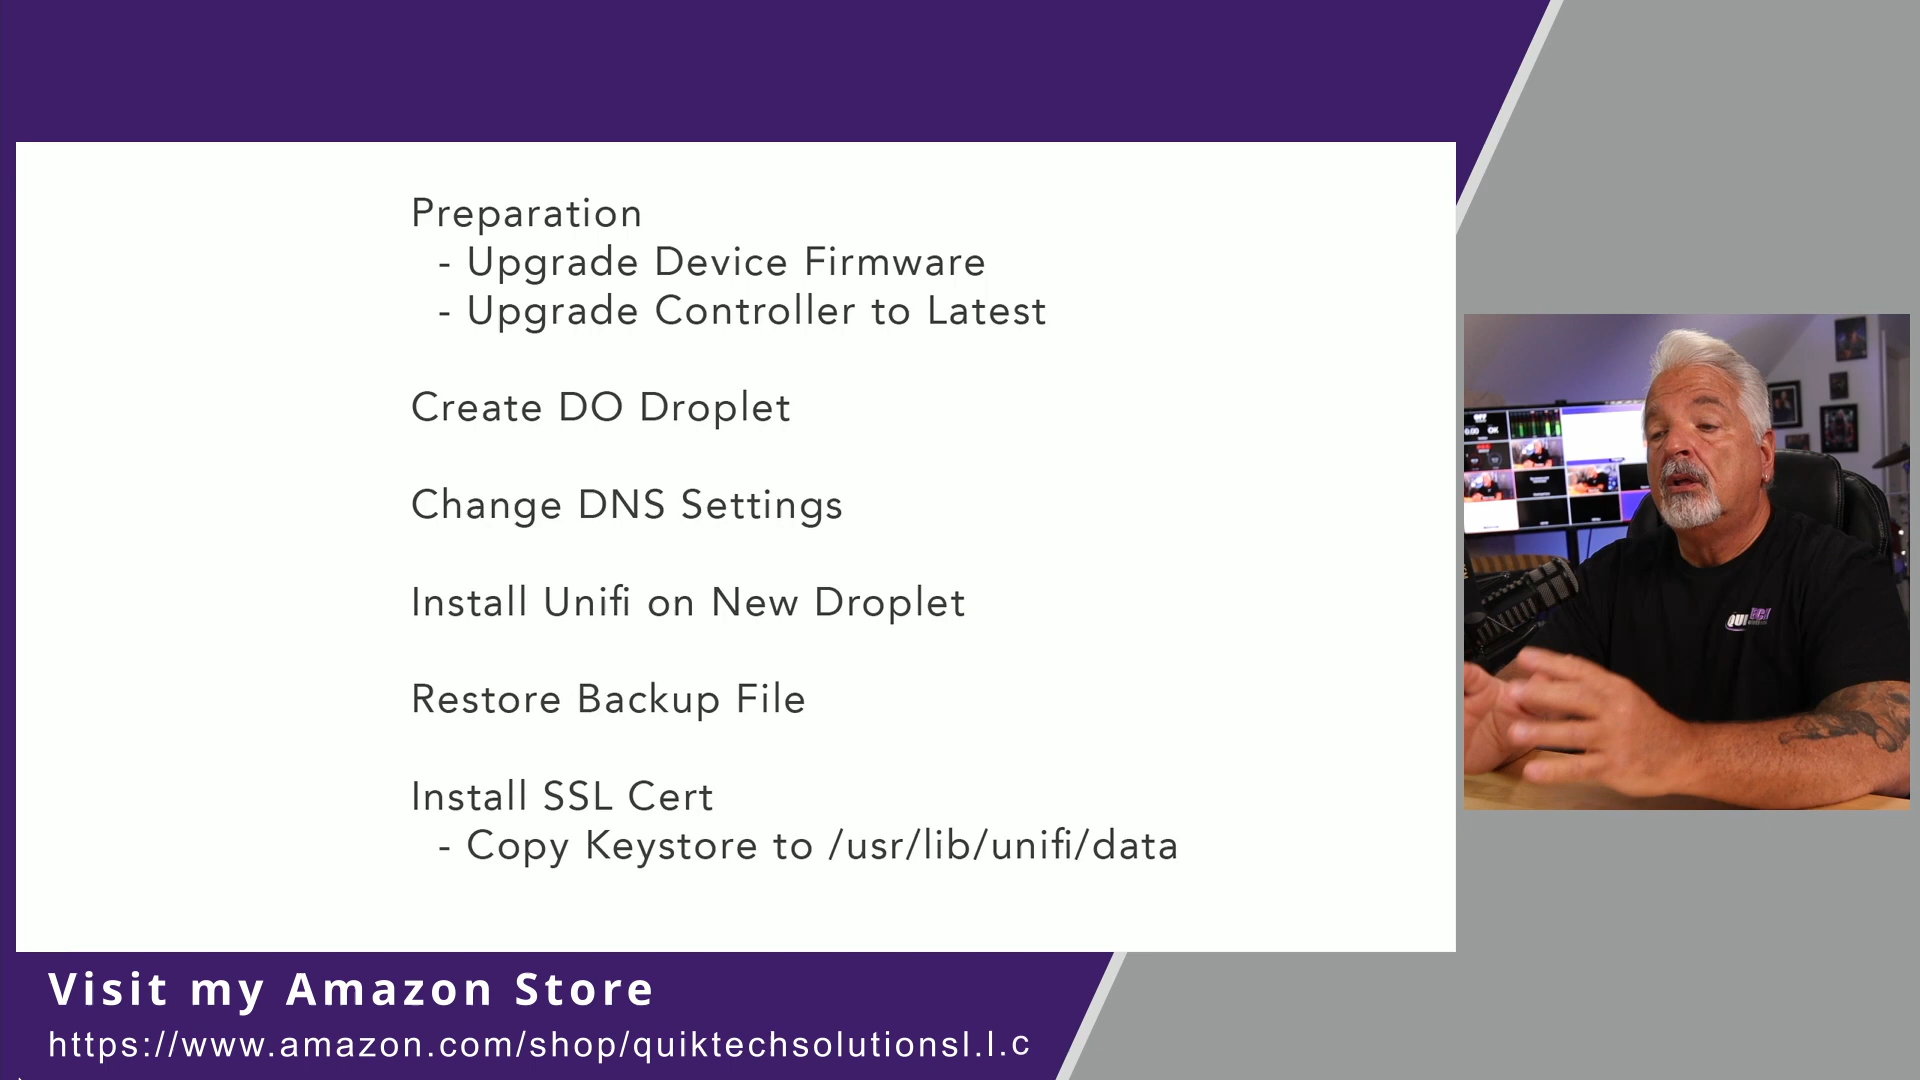 Preparation
- Upgrade Device Firmware
- Upgrade Controller to Latest
Create DO Droplet
Change DNS Settings
Install Unifi on New Droplet
Restore Backup File
Install SSL Cert
- Copy Keystore to /usr/lib/unifi/data
Visit my Amazon Store
https://www.amazon.com/shop/quiktechsolutionsl.l.c